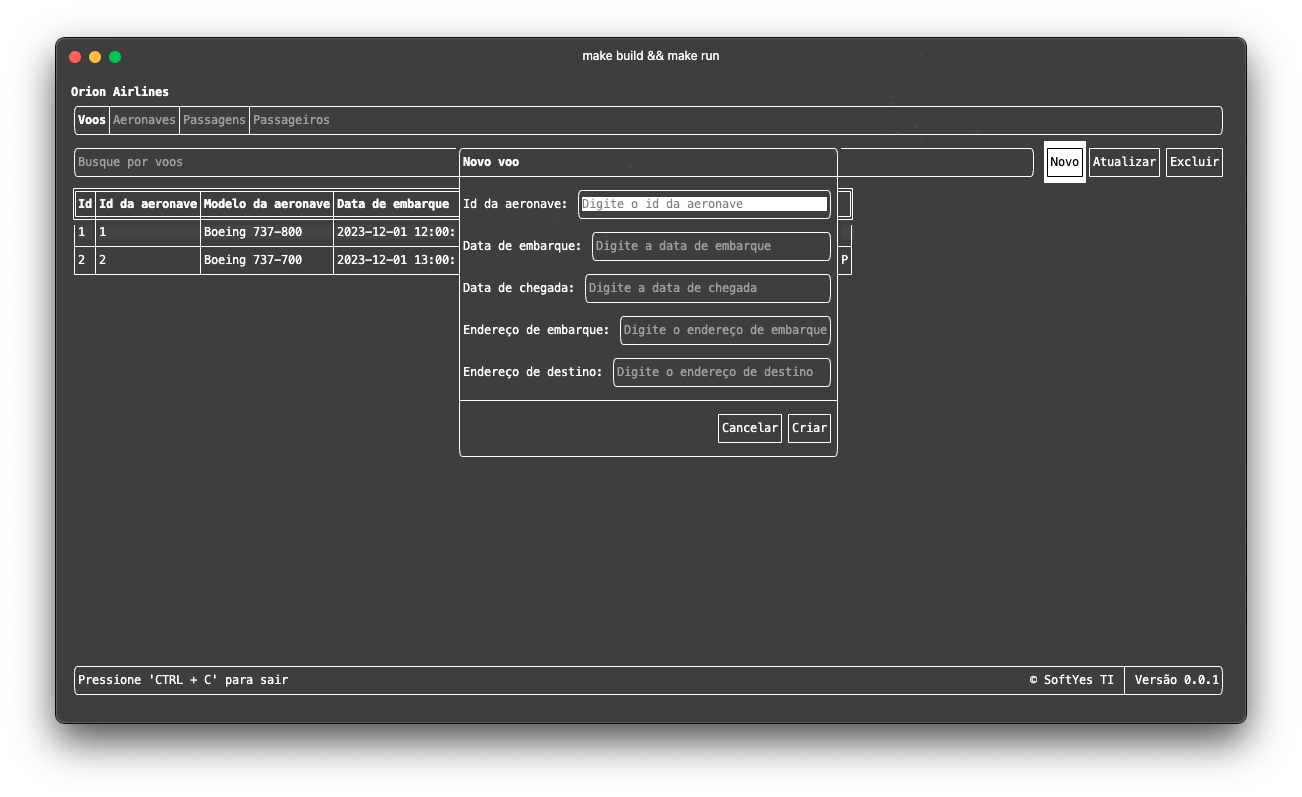 make build && make run
Orion Airlines
Voos Aeronaves Passagens Passageiros
Busque por voos
Novo voo
Novo Atualizar Excluir
Id Id da aeronave Modelo da aeronave Data de embarque
Id da aeronave: Digite o id da aeronave
1 1 Boeing 737-800 2023-12-01 12:00:
Data de embarque: Digite a data de embarque
2 2 Boeing 737-700 2023-12-01 13:00: P
Data de chegada: Digite a data de chegada
Endereço de embarque: Digite o endereço de embarque
Endereço de destino: Digite o endereço de destino
Cancelar Criar
Pressione 'CTRL + C' para sair © SoftYes TI Versão 0.0.1